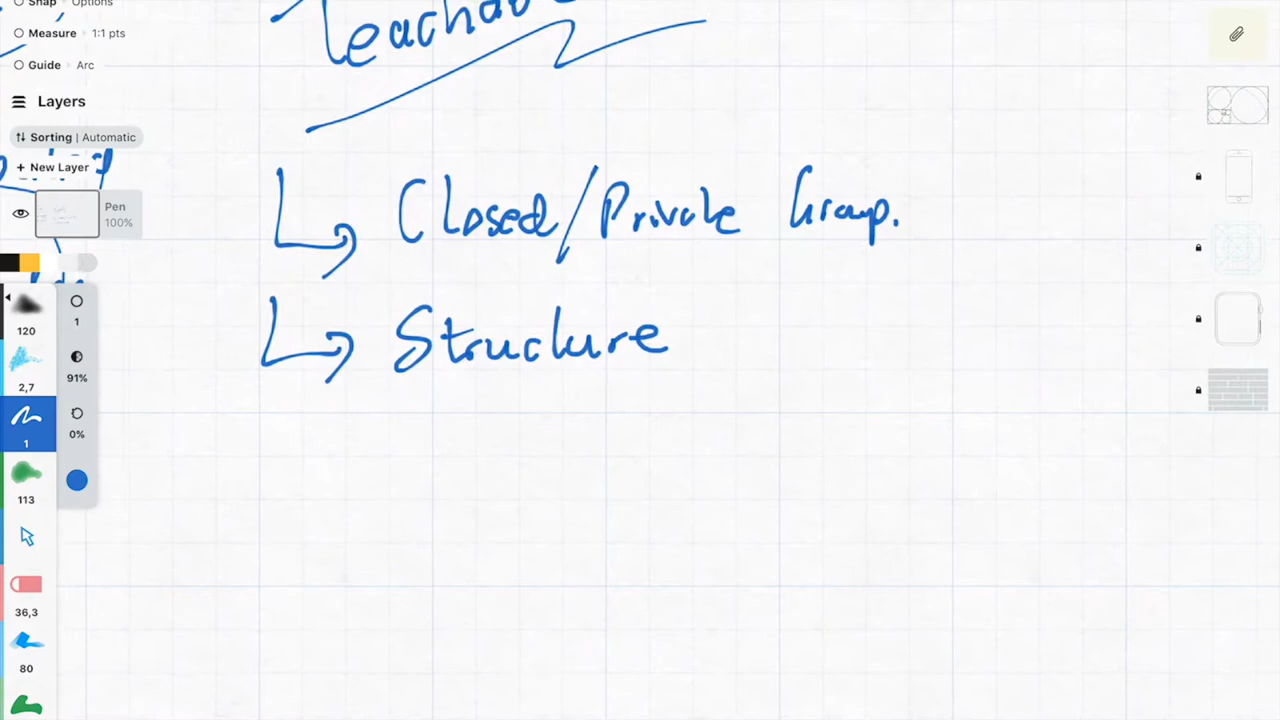 Snap Options
Measure 1:1 pts
Guide Arc
Layers
Sorting | Automatic
+ New Layer
Pen
100%
120
1
2,7
91%
1
0%
113
36,3
80
Closed/Private Group.
Structure